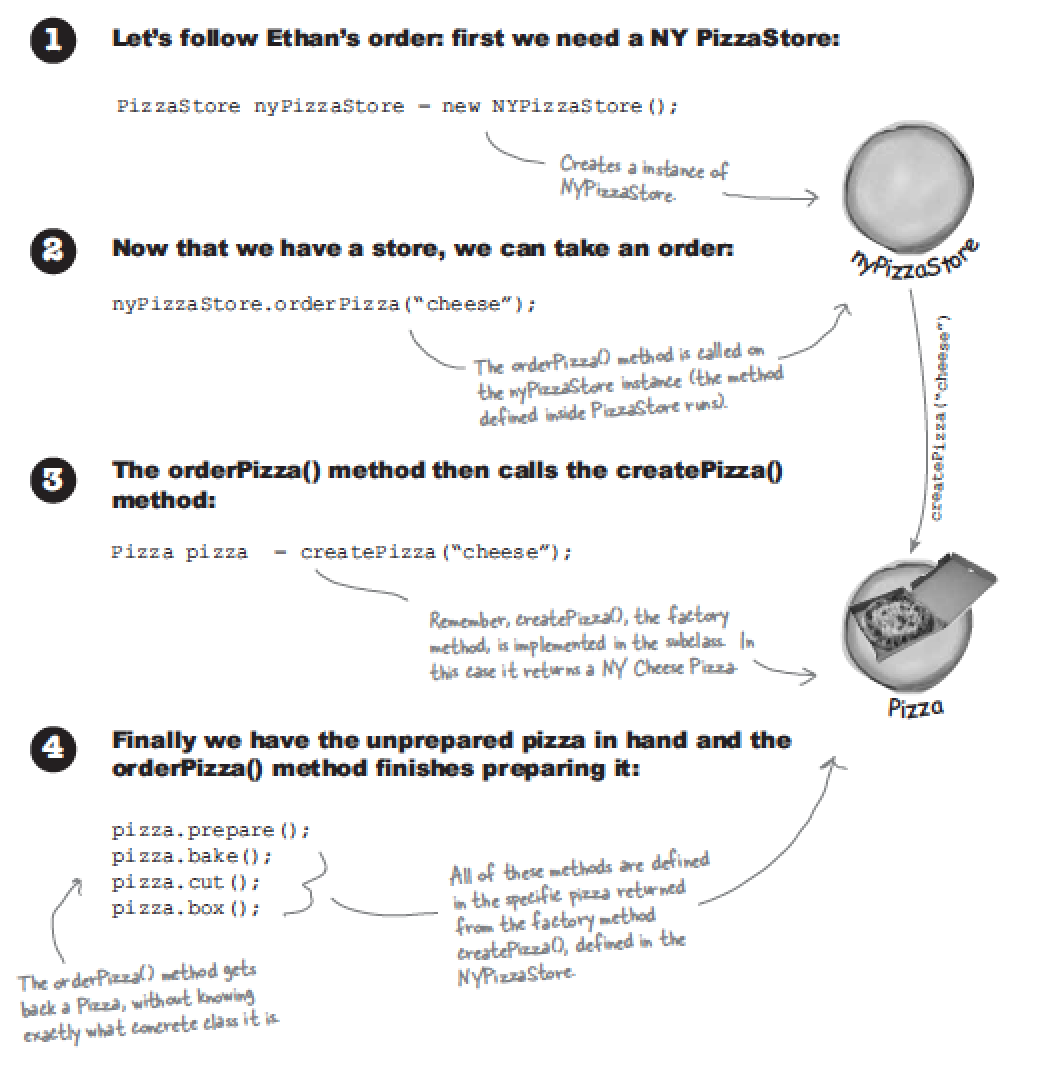 1 Let's follow Ethan's order: first we need a NY PizzaStore:
PizzaStore nyPizzaStore = new NYPizzaStore();
Creates a instance of
NYPizzaStore.
nyPizzaStore
2 Now that we have a store, we can take an order:
nyPizzaStore.orderPizza("cheese");
The orderPizza() method is called on
the nyPizzaStore instance (the method
defined inside PizzaStore runs).
createPizza("cheese")
3 The orderPizza() method then calls the createPizza()
method:
Pizza pizza = createPizza("cheese");
Remember, createPizza(), the factory
method, is implemented in the subclass. In
this case it returns a NY Cheese Pizza.
Pizza
4 Finally we have the unprepared pizza in hand and the
orderPizza() method finishes preparing it:
pizza.prepare();
pizza.bake();
pizza.cut();
pizza.box();
All of these methods are defined
in the specific pizza returned
from the factory method
createPizza(), defined in the
NYPizzaStore.
The orderPizza() method gets
back a Pizza, without knowing
exactly what concrete class it is.